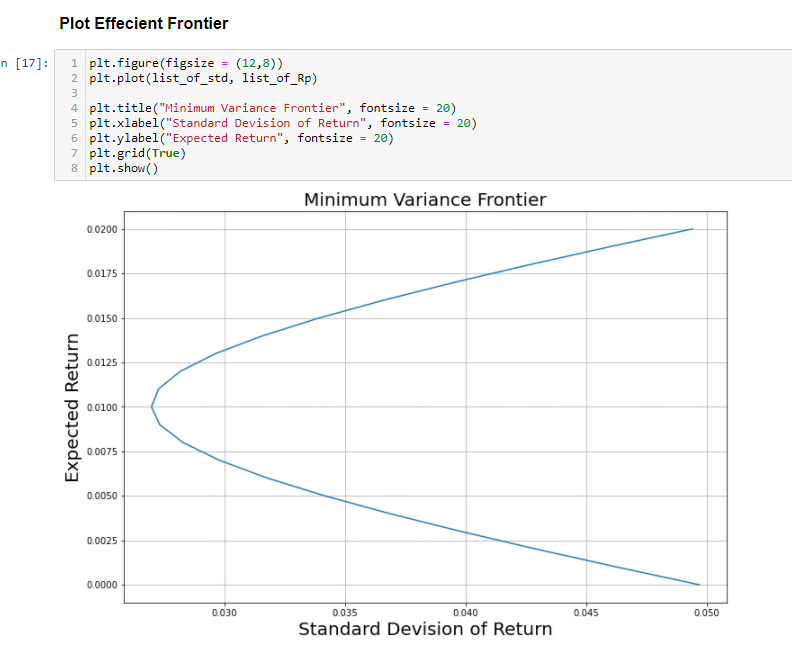 Plot Effecient Frontier
n [17]:
1 plt.figure(figsize = (12,8))
2 plt.plot(list_of_std, list_of_Rp)
3
4 plt.title("Minimum Variance Frontier", fontsize = 20)
5 plt.xlabel("Standard Devision of Return", fontsize = 20)
6 plt.ylabel("Expected Return", fontsize = 20)
7 plt.grid(True)
8 plt.show()
Minimum Variance Frontier
Expected Return
0.0200
0.0175
0.0150
0.0125
0.0100
0.0075
0.0050
0.0025
0.0000
0.030 0.035 0.040 0.045 0.050
Standard Devision of Return